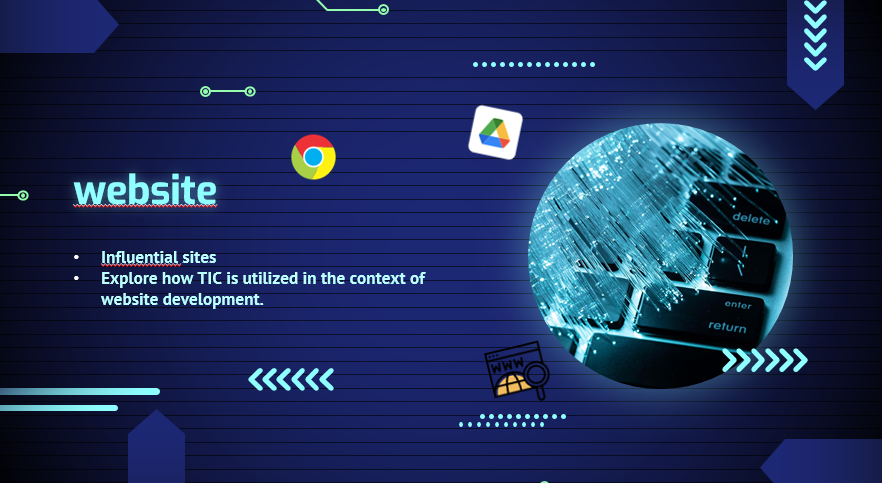 website
• Influential sites
• Explore how TIC is utilized in the context of
website development.
delete
enter
return
WWW